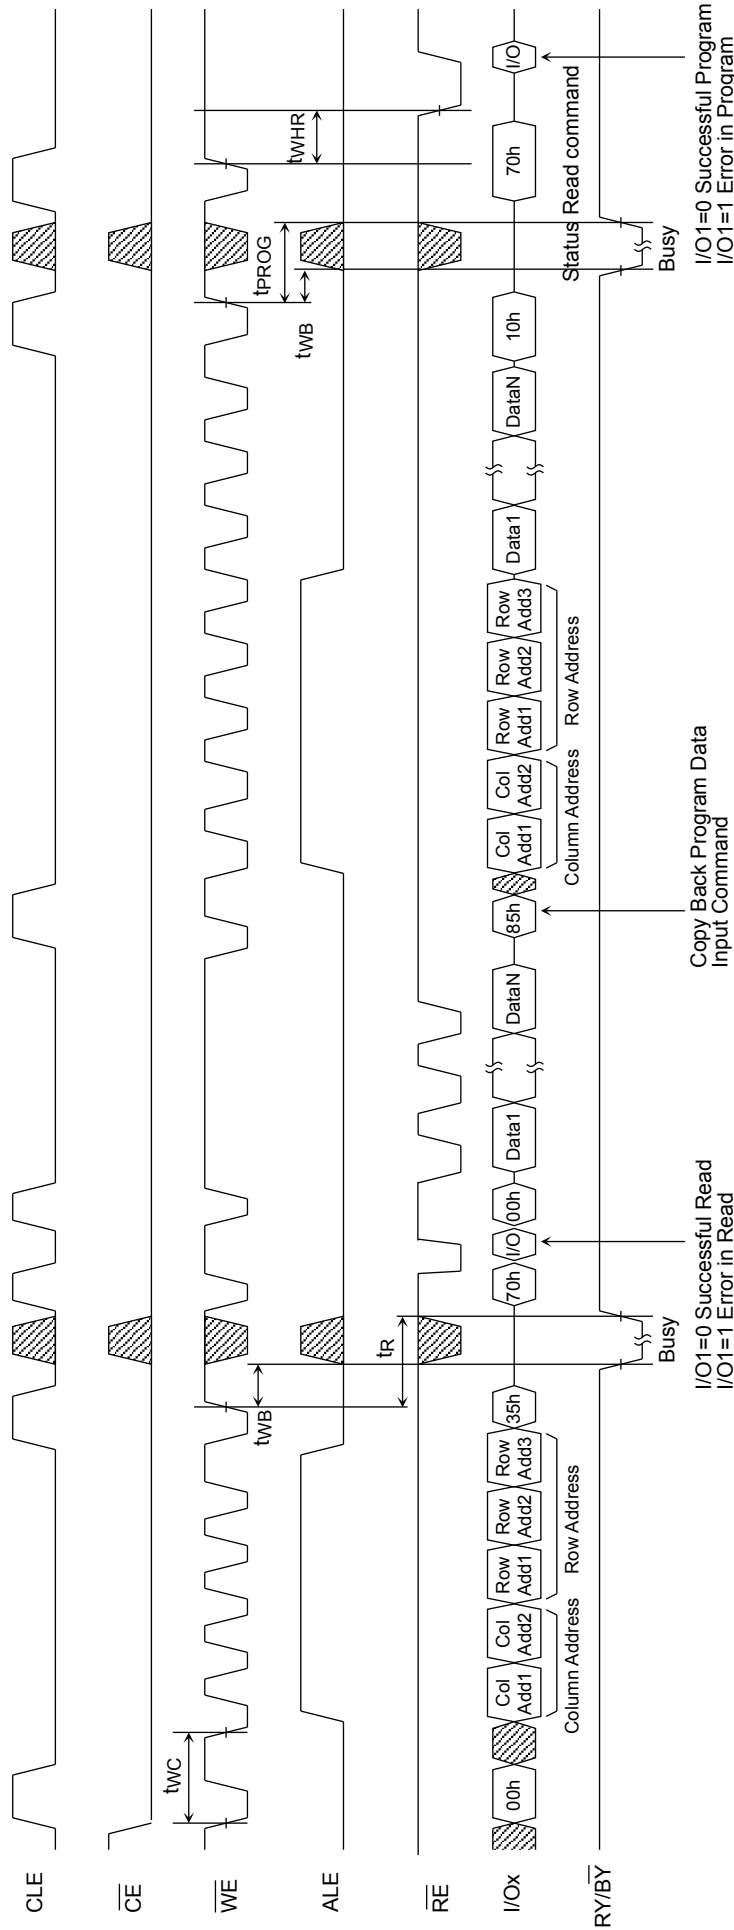 CLE
CE
WE
ALE
RE
I/Ox
RY/BY
tWC
tWB
tR
tWB
tPROG
tWHR
00h
Col Add1
Col Add2
Row Add1
Row Add2
Row Add3
35h
70h
I/O
00h
Data1
DataN
85h
Col Add1
Col Add2
Row Add1
Row Add2
Row Add3
Data1
DataN
10h
70h
I/O
Status Read command
Column Address
Row Address
Column Address
Row Address
Busy
Busy
I/O1=0 Successful Read
I/O1=1 Error in Read
Copy Back Program Data
Input Command
I/O1=0 Successful Program
I/O1=1 Error in Program